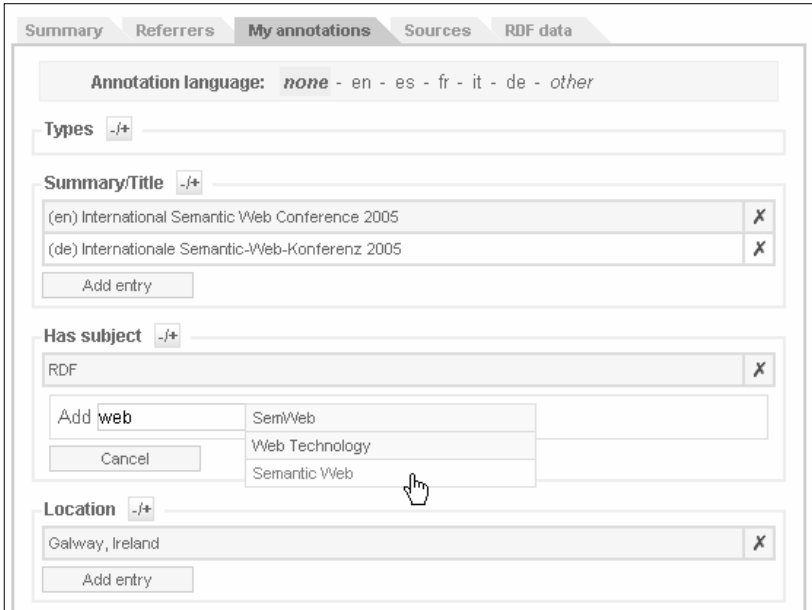 Summary Referrers My annotations Sources RDF data
Annotation language: none - en - es - fr - it - de - other
Types -/+
Summary/Title -/+
(en) International Semantic Web Conference 2005 ✗
(de) Internationale Semantic-Web-Konferenz 2005 ✗
Add entry
Has subject -/+
RDF ✗
Add web SemWeb
Web Technology
Cancel
Semantic Web
Location -/+
Galway, Ireland ✗
Add entry